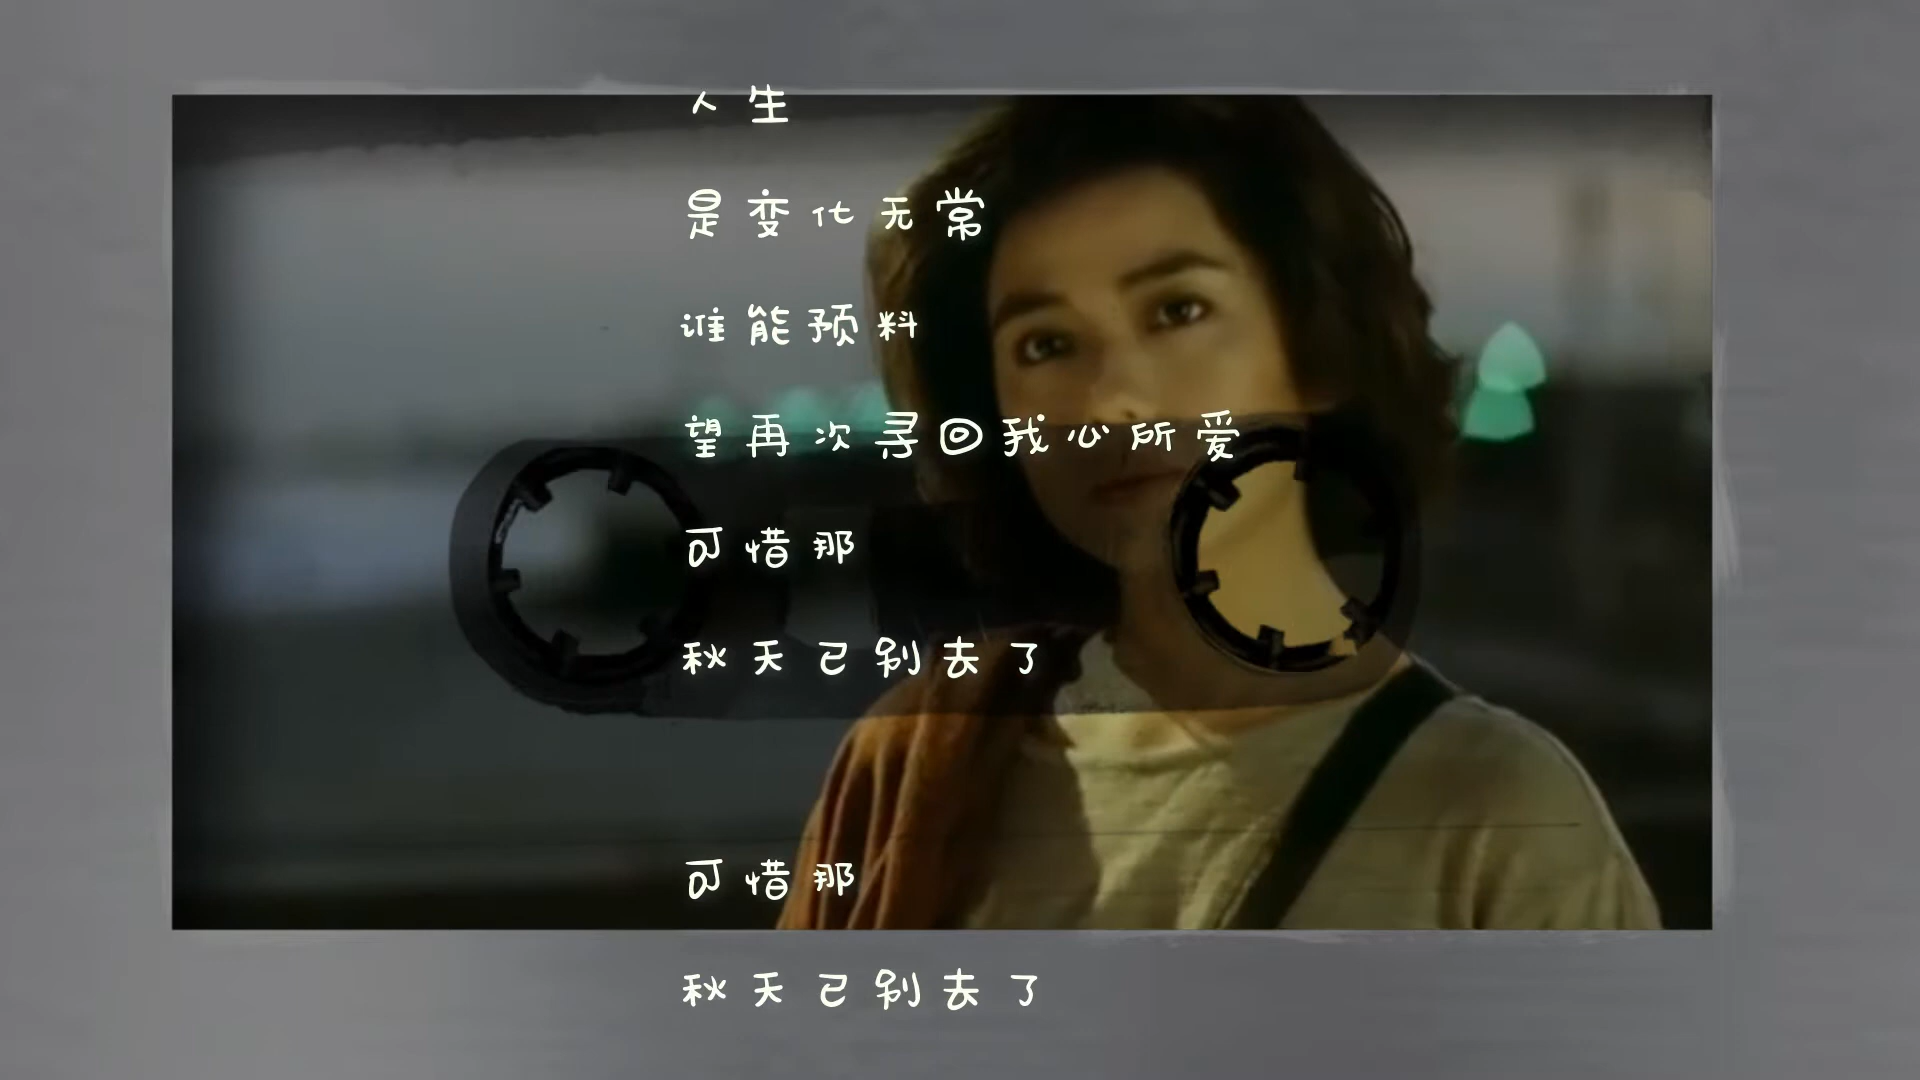 人生
是变化无常
谁能预料
望再次寻回我心所爱
可惜那
秋天已别去了
可惜那
秋天已别去了